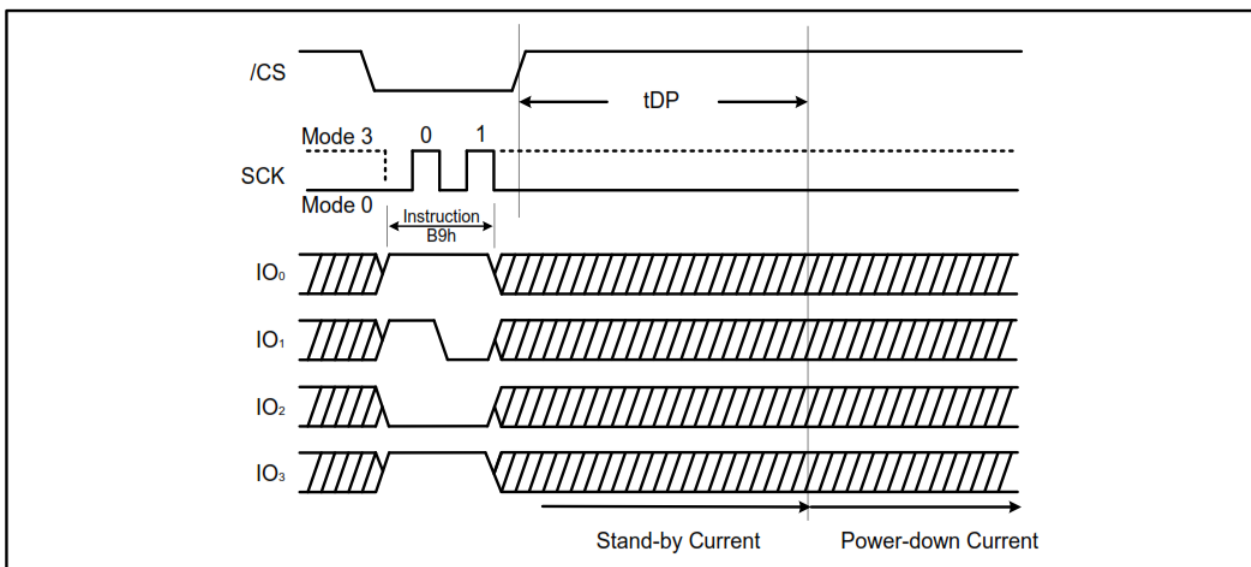 /CS
tDP
Mode 3
0 1
SCK
Mode 0
Instruction
B9h
IO₀
IO₁
IO₂
IO₃
Stand-by Current Power-down Current